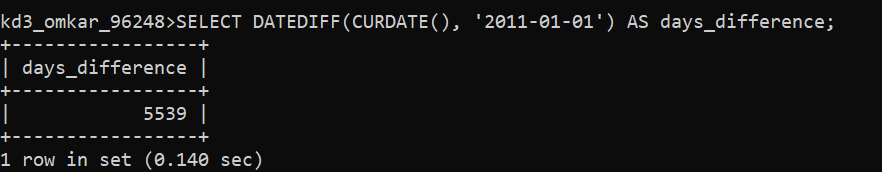 kd3_omkar_96248>SELECT DATEDIFF(CURDATE(), '2011-01-01') AS days_difference;
+-----------------+
| days_difference |
+-----------------+
|            5539 |
+-----------------+
1 row in set (0.140 sec)